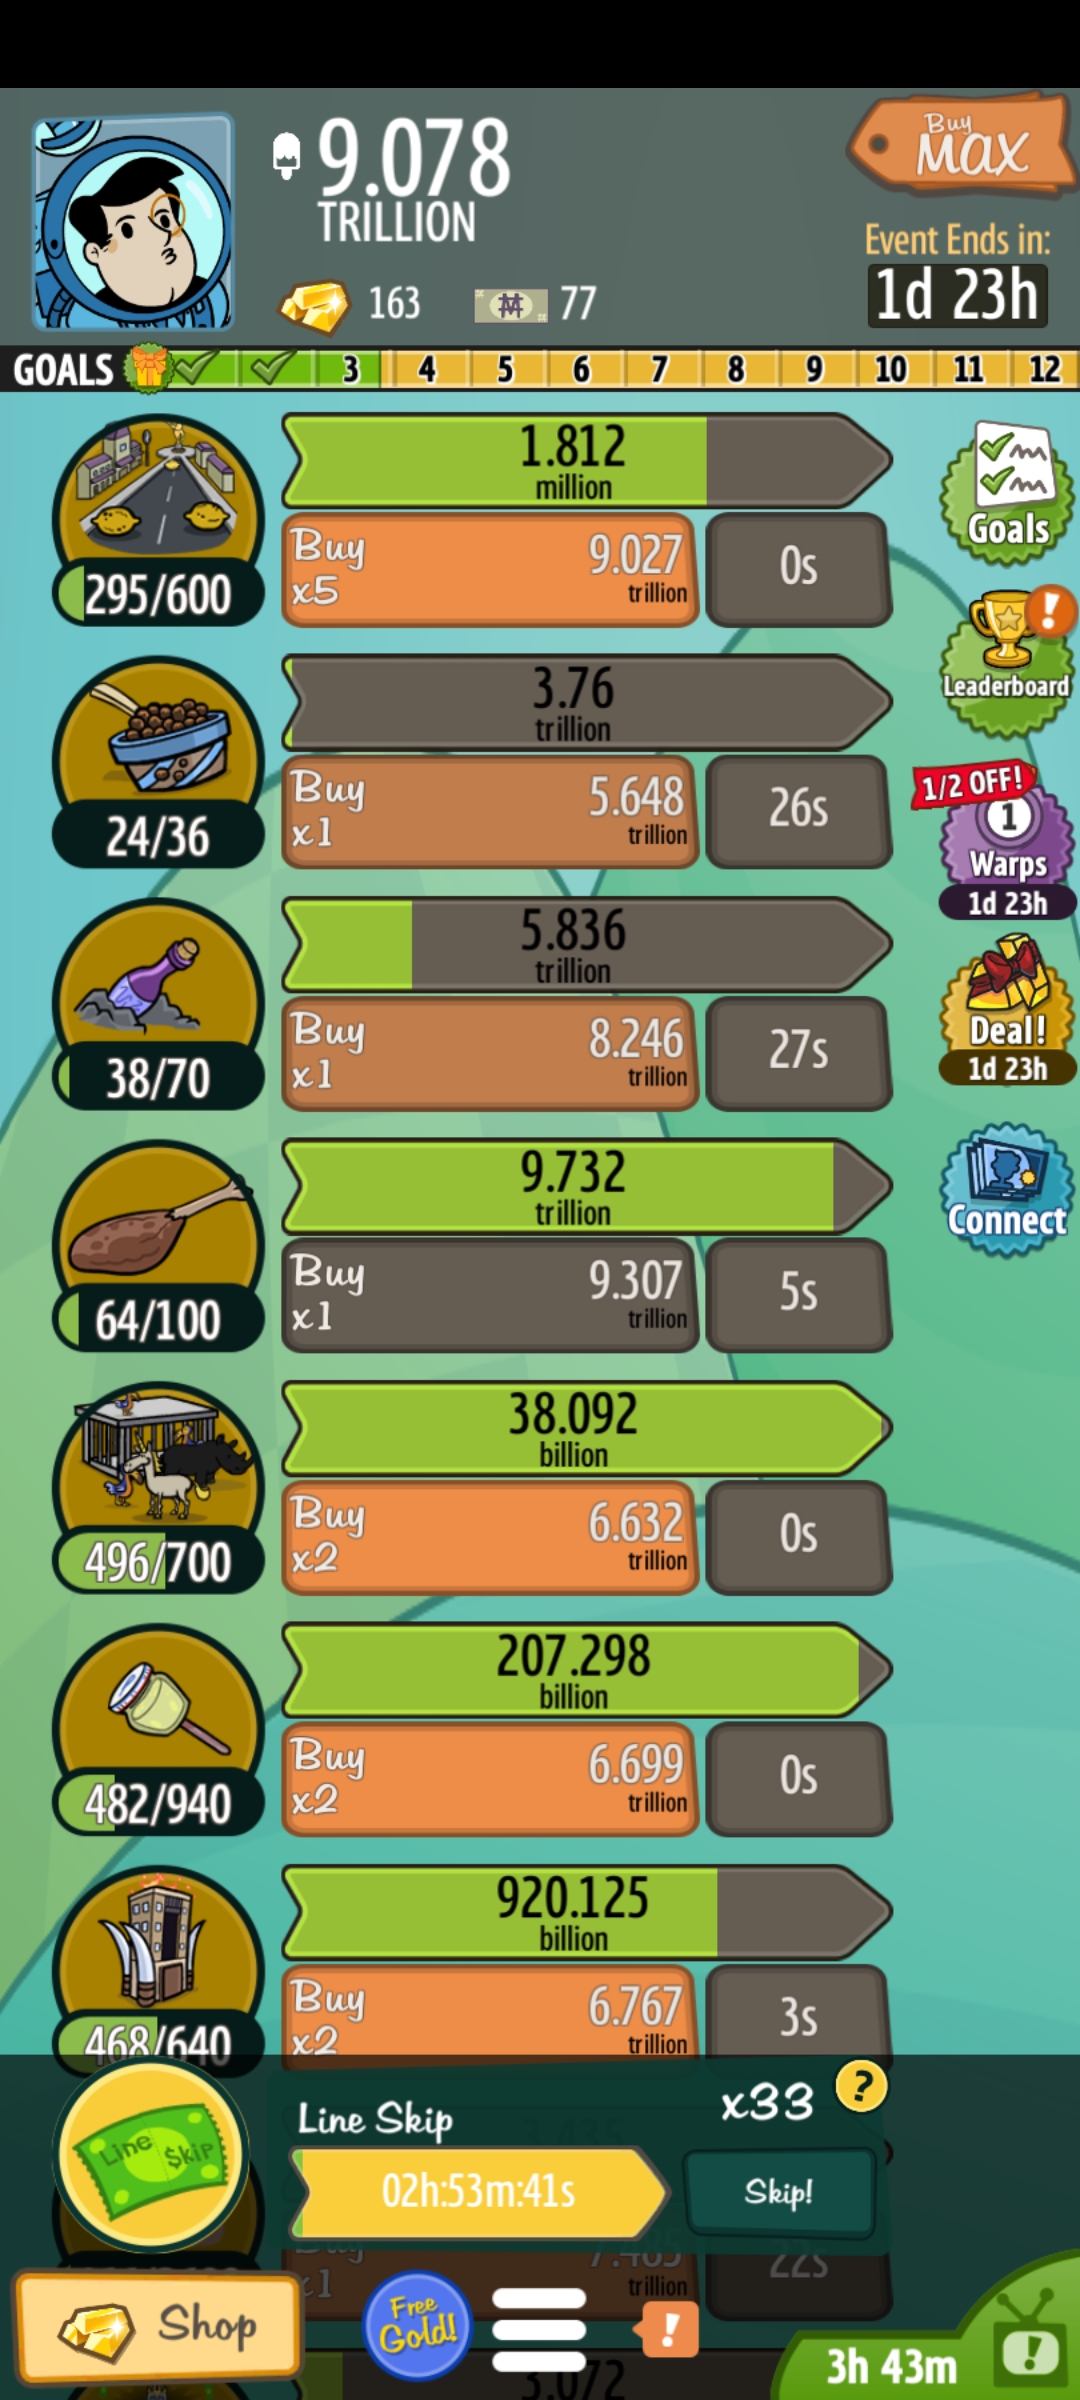 9.078
TRILLION
Buy
MAX
Event Ends in:
1d 23h
163
77
GOALS
3
4
5
6
7
8
9
10
11
12
1.812
million
Buy
x5
9.027
trillion
0s
295/600
Goals
3.76
trillion
Buy
x1
5.648
trillion
26s
24/36
!
Leaderboard
1/2 OFF!
1
Warps
1d 23h
5.836
trillion
Buy
x1
8.246
trillion
27s
38/70
Deal!
1d 23h
9.732
trillion
Buy
x1
9.307
trillion
5s
64/100
Connect
38.092
billion
Buy
x2
6.632
trillion
0s
496/700
207.298
billion
Buy
x2
6.699
trillion
0s
482/940
920.125
billion
Buy
x2
6.767
trillion
3s
468/640
Line $kip
Line Skip
x33
?
02h:53m:41s
Skip!
x1
trillion
22s
Shop
Free
Gold!
!
3h 43m
!
3.072